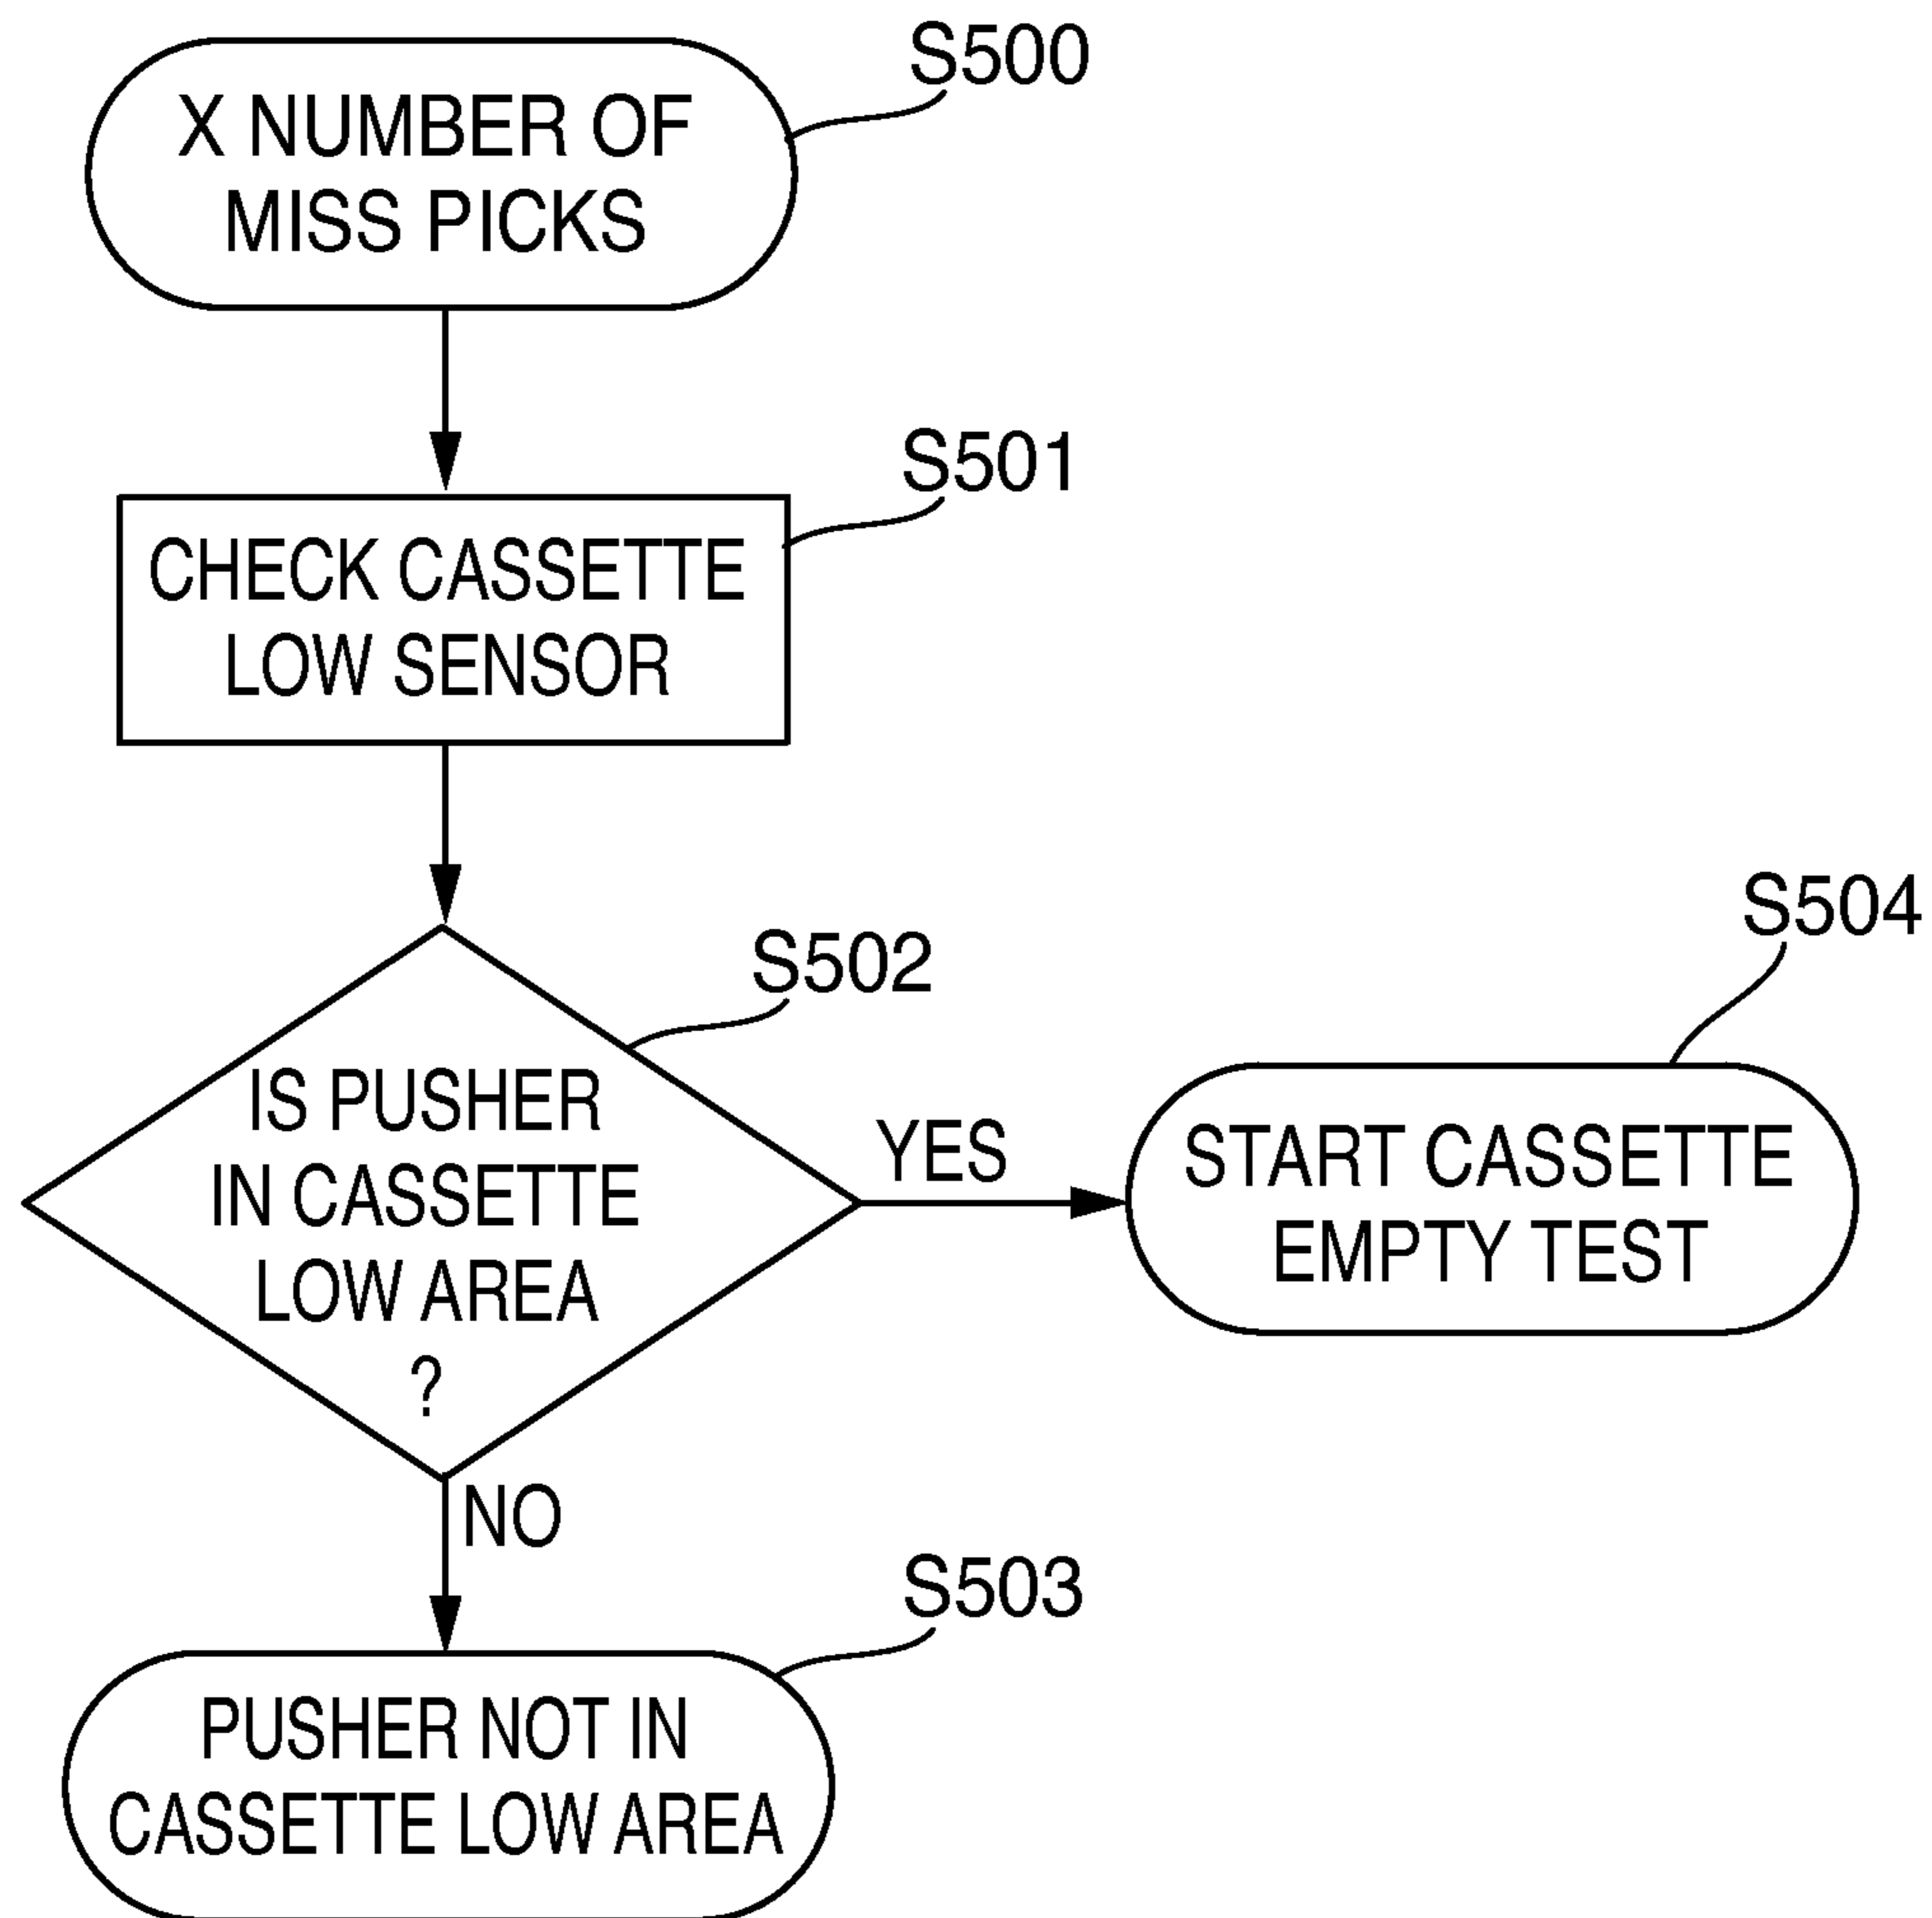 S500
X NUMBER OF
MISS PICKS
S501
CHECK CASSETTE
LOW SENSOR
S502
IS PUSHER
IN CASSETTE
LOW AREA
?
YES
S504
START CASSETTE
EMPTY TEST
NO
S503
PUSHER NOT IN
CASSETTE LOW AREA